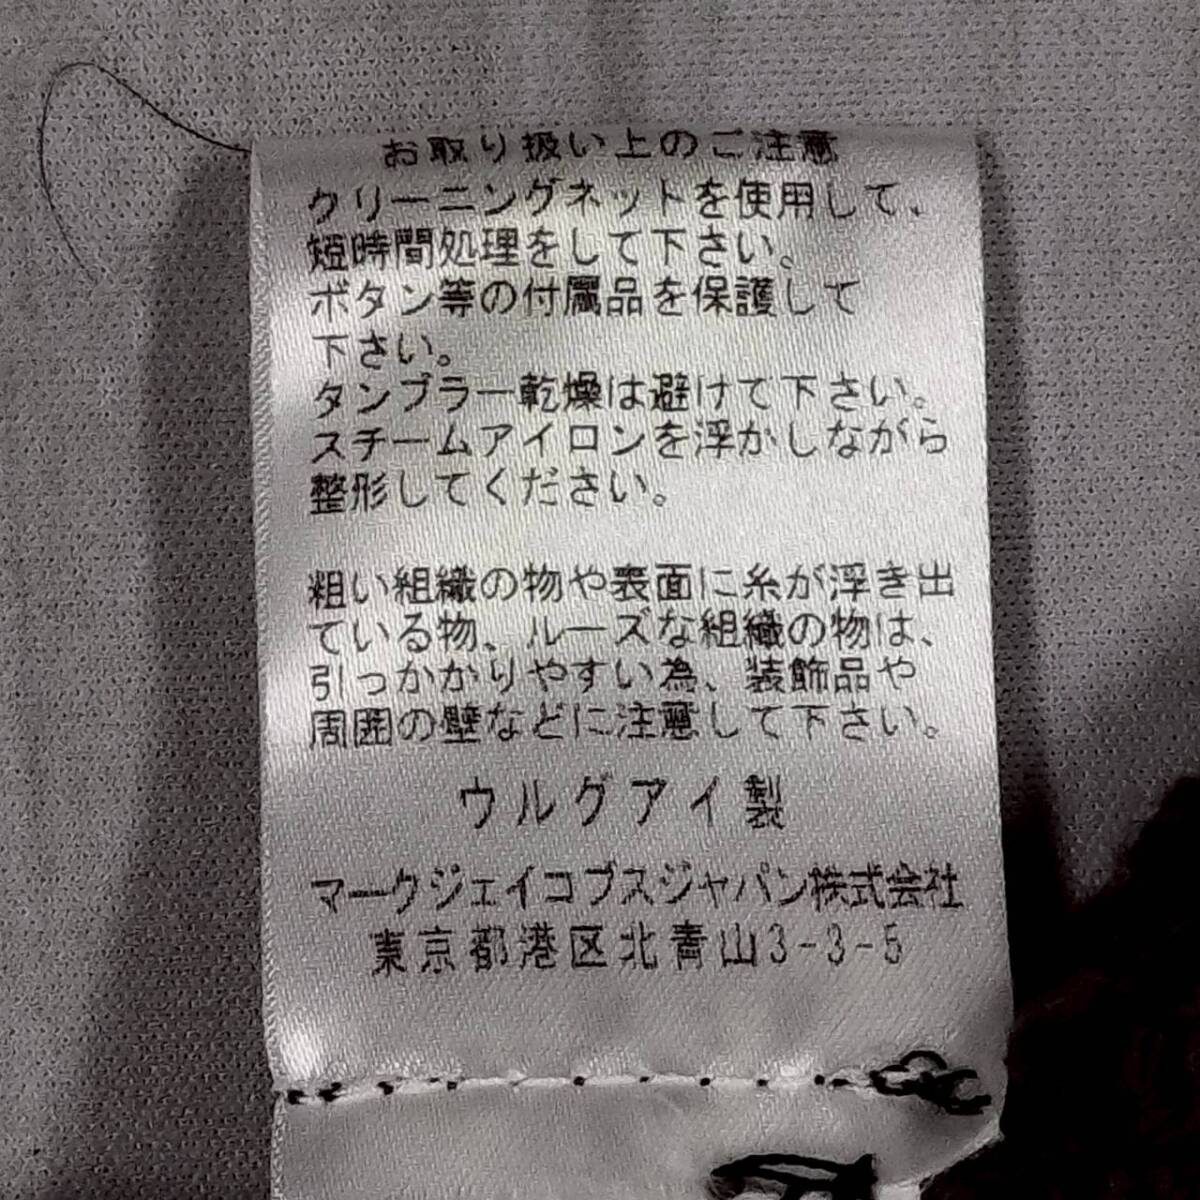 お取り扱い上のご注意
クリーニングネットを使用して、
短時間処理をして下さい。
ボタン等の付属品を保護して
下さい。
タンブラー乾燥は避けて下さい。
スチームアイロンを浮かしながら
整形してください。
粗い組織の物や表面に糸が浮き出
ている物、ルーズな組織の物は、
引っかかりやすい為、装飾品や
周囲の壁などに注意して下さい。
ウルグアイ製
マークジェイコブスジャパン株式会社
東京都港区北青山3-3-5